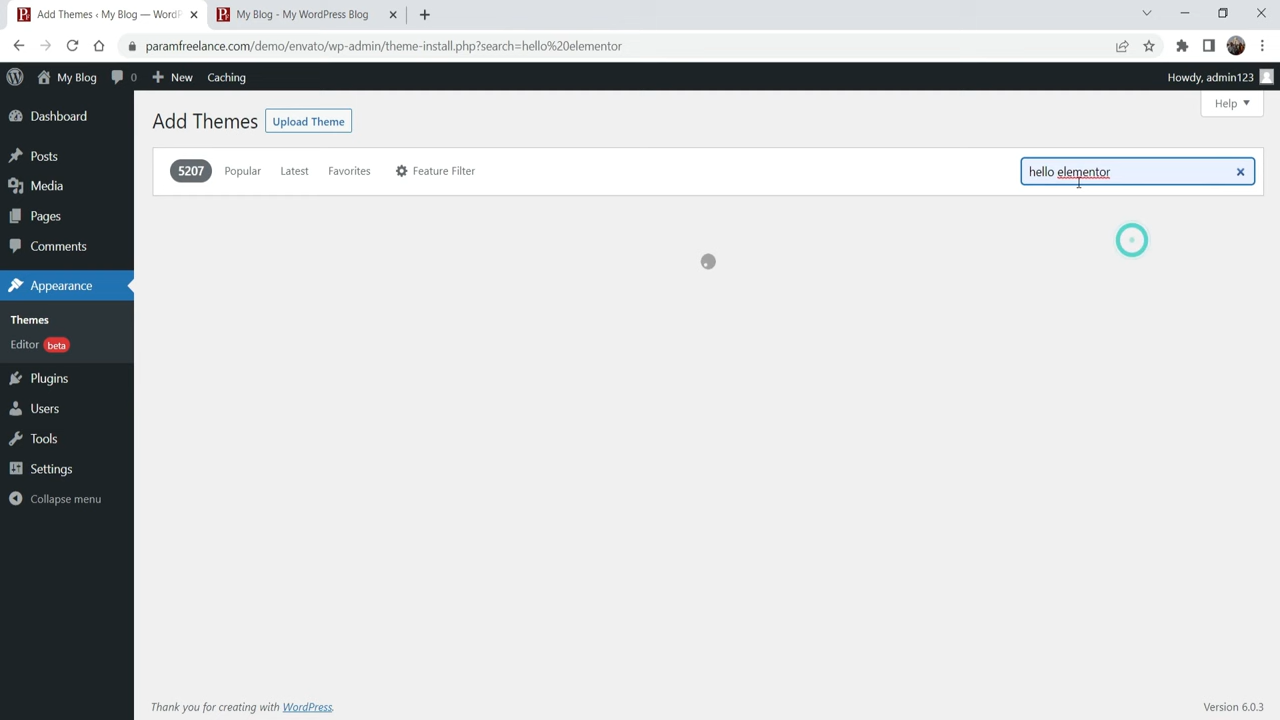 Add Themes ‹ My Blog — WordP
My Blog - My WordPress Blog
paramfreelance.com/demo/envato/wp-admin/theme-install.php?search=hello%20elementor
My Blog
0
New
Caching
Howdy, admin123
Dashboard
Posts
Media
Pages
Comments
Appearance
Themes
Editor beta
Plugins
Users
Tools
Settings
Collapse menu
Help
Add Themes
Upload Theme
5207
Popular
Latest
Favorites
Feature Filter
hello elementor
Thank you for creating with WordPress.
Version 6.0.3